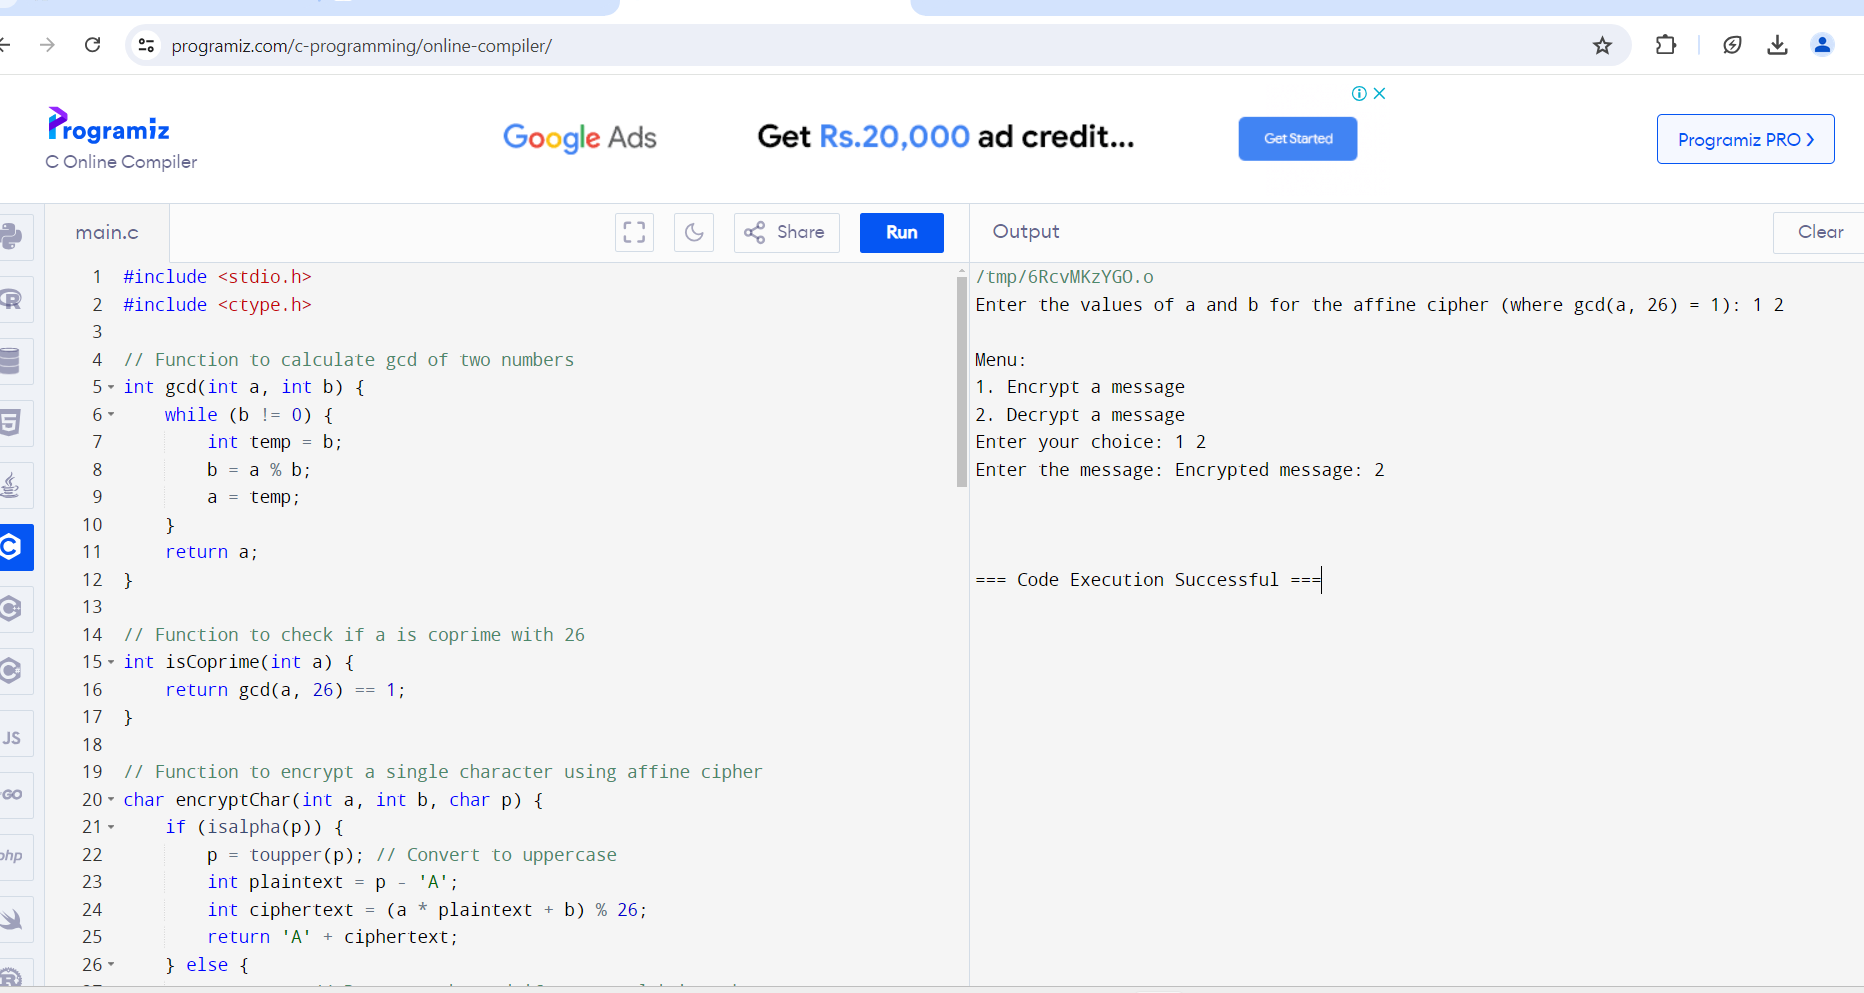 programiz.com/c-programming/online-compiler/
Programiz
C Online Compiler
Google Ads
Get Rs.20,000 ad credit...
Get Started
Programiz PRO
main.c
Share
Run
Output
Clear
1 #include <stdio.h>
2 #include <ctype.h>
3
4 // Function to calculate gcd of two numbers
5 int gcd(int a, int b) {
6 while (b != 0) {
7 int temp = b;
8 b = a % b;
9 a = temp;
10 }
11 return a;
12 }
13
14 // Function to check if a is coprime with 26
15 int isCoprime(int a) {
16 return gcd(a, 26) == 1;
17 }
18
19 // Function to encrypt a single character using affine cipher
20 char encryptChar(int a, int b, char p) {
21 if (isalpha(p)) {
22 p = toupper(p); // Convert to uppercase
23 int plaintext = p - 'A';
24 int ciphertext = (a * plaintext + b) % 26;
25 return 'A' + ciphertext;
26 } else {
/tmp/6RcvMKzYGO.o
Enter the values of a and b for the affine cipher (where gcd(a, 26) = 1): 1 2
Menu:
1. Encrypt a message
2. Decrypt a message
Enter your choice: 1 2
Enter the message: Encrypted message: 2
=== Code Execution Successful ===
R
5
C
JS
GO
php